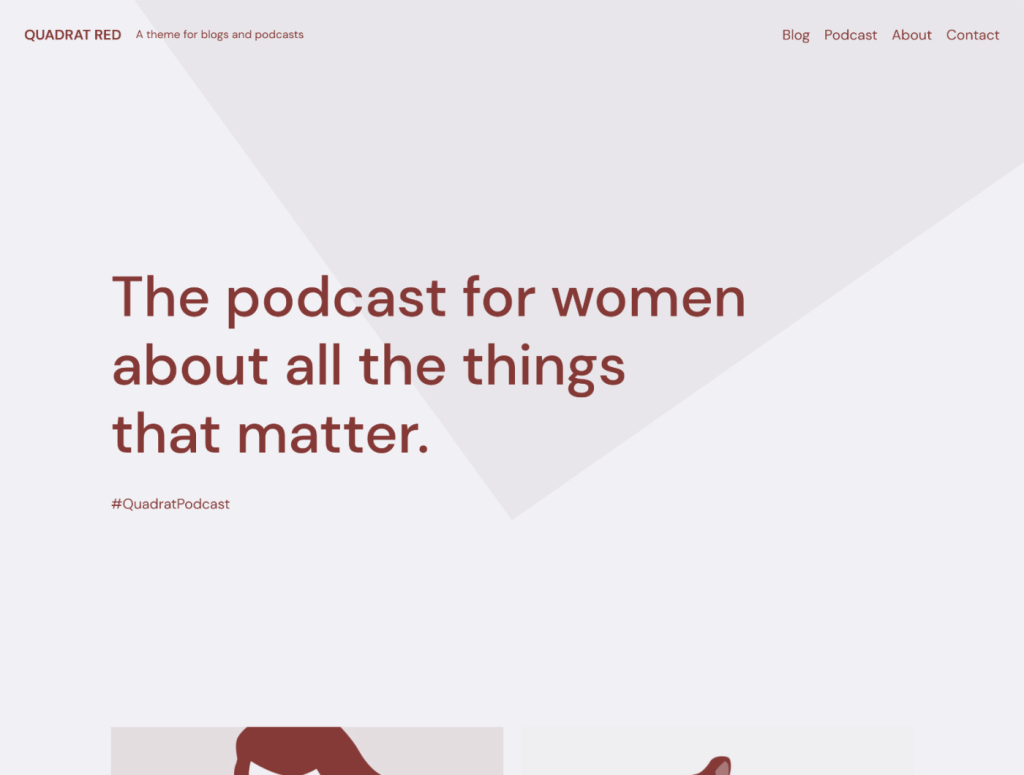 QUADRAT RED
A theme for blogs and podcasts
Blog Podcast About Contact
The podcast for women
about all the things
that matter.
#QuadratPodcast